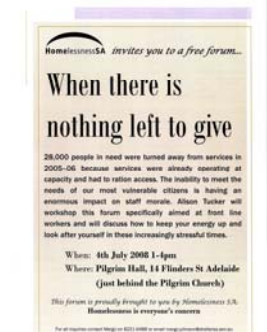 HomelessnessSA invites you to a free forum...
When there is
nothing left to give
28,000 people in need were turned away from services in
2005-06 because services were already operating at
capacity and had to ration access. The inability to meet the
needs of our most vulnerable citizens is having an
enormous impact on staff morale. Alison Tucker will
workshop this forum specifically aimed at front line
workers and will discuss how to keep your energy up and
look after yourself in these increasingly stressful times.
When: 4th July 2008 1-4pm
Where: Pilgrim Hall, 14 Flinders St Adelaide
(just behind the Pilgrim Church)
This forum is proudly brought to you by Homelessness SA
Homelessness is everyone's concern
For all inquiries contact